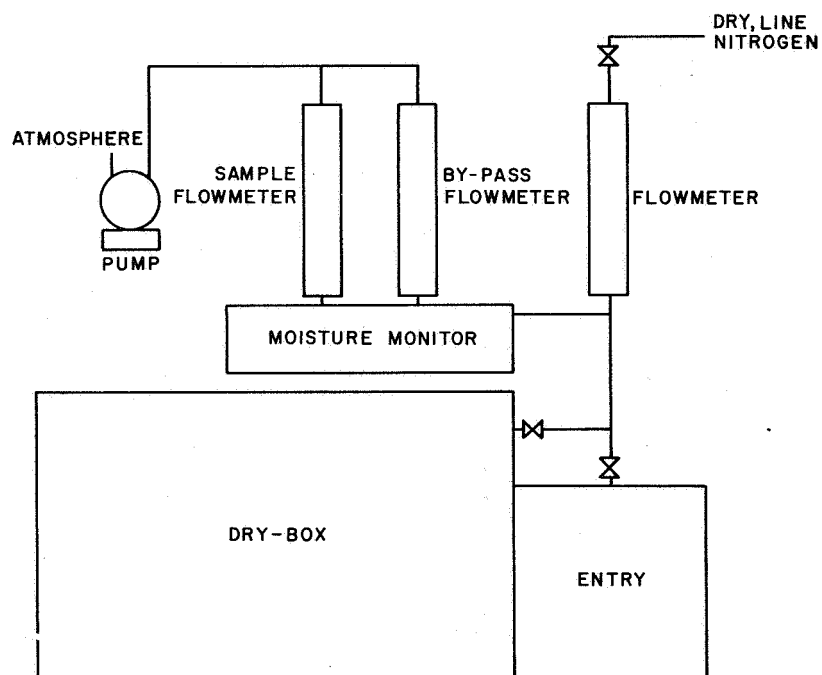 DRY, LINE
NITROGEN
ATMOSPHERE
SAMPLE
FLOWMETER
BY-PASS
FLOWMETER
FLOWMETER
PUMP
MOISTURE MONITOR
DRY-BOX
ENTRY